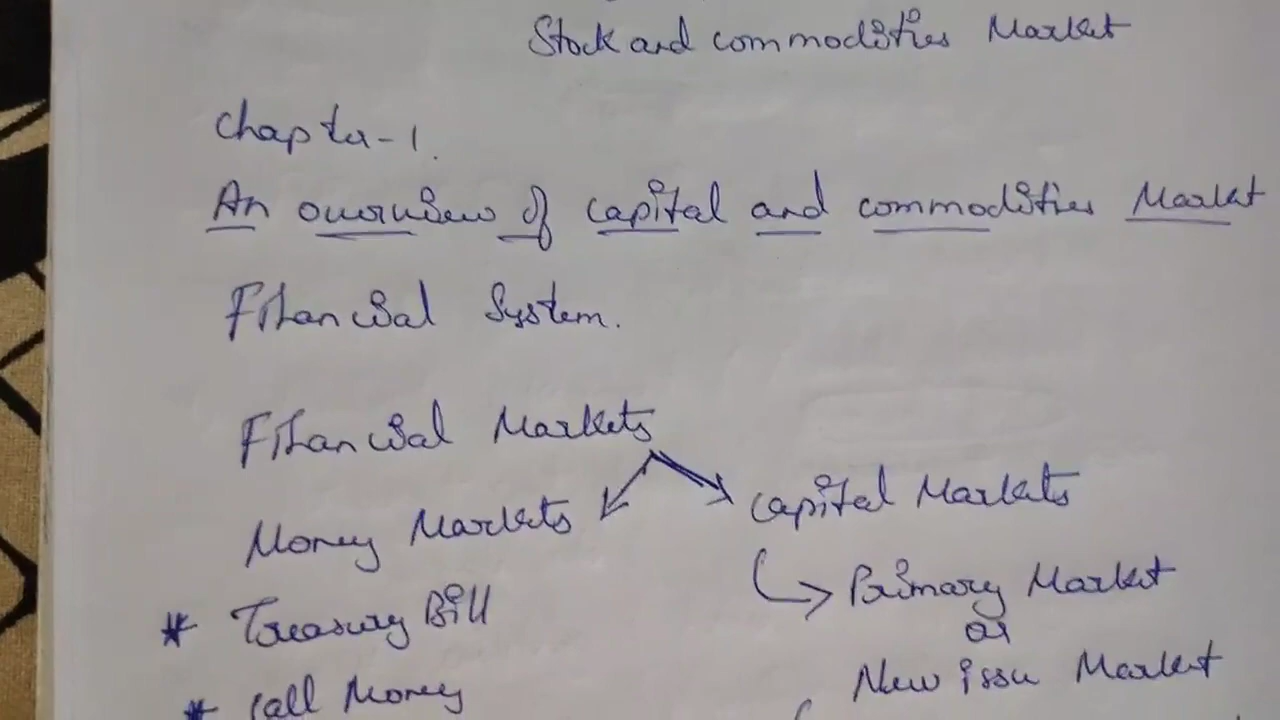 Stock and commodities Market
Chapter-1.
An overview of capital and commodities Market
Financial System.
Financial Markets
Money Markets
Capital Markets
* Treasury Bill
Primary Market
or
* Call Money
New issue Market